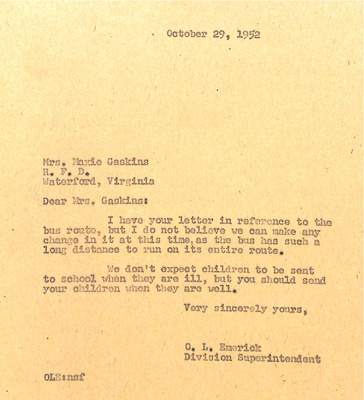 October 29, 1952
Mrs. Maxie Gaskins
R. F. D.
Waterford, Virginia
Dear Mrs. Gaskins:
I have your letter in reference to the
bus route, but I do not believe we can make any
change in it at this time, as the bus has such a
long distance to run on its entire route.
We don't expect children to be sent
to school when they are ill, but you should send
your children when they are well.
Very sincerely yours,
O. L. Emerick
Division Superintendent
OLE:nsf